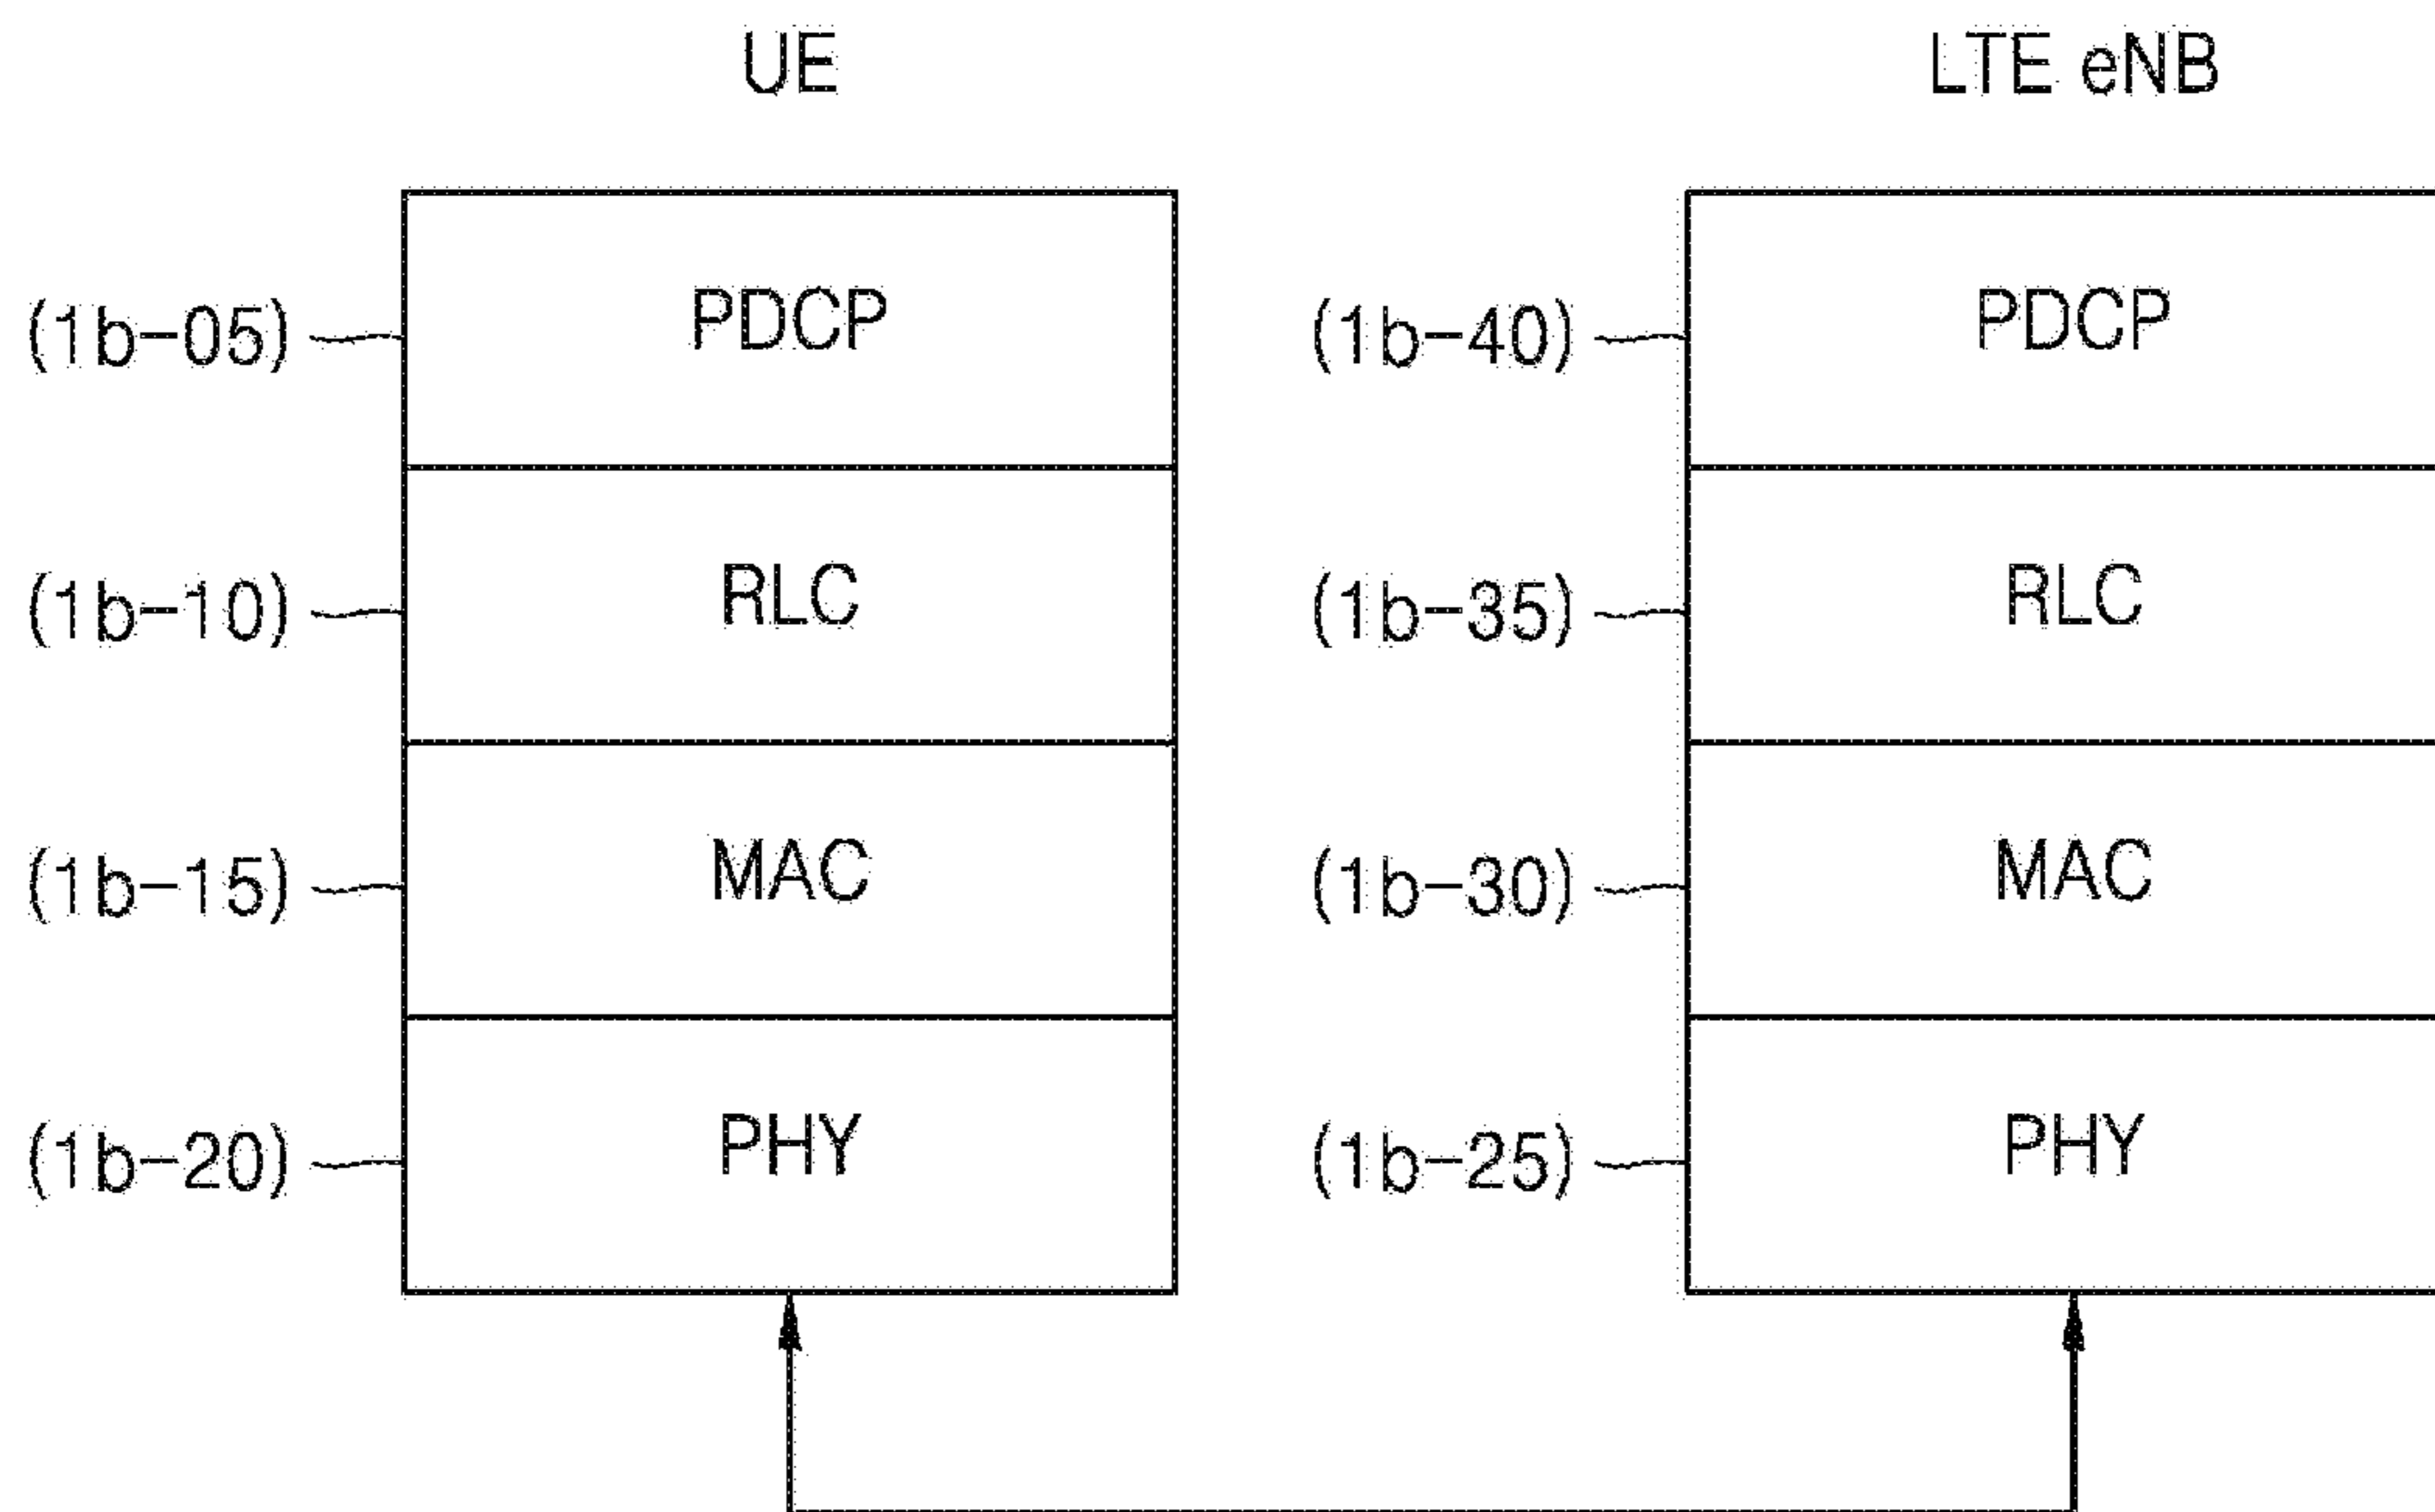 UE LTE eNB
(1b-05) PDCP (1b-40) PDCP
(1b-10) RLC (1b-35) RLC
(1b-15) MAC (1b-30) MAC
(1b-20) PHY (1b-25) PHY